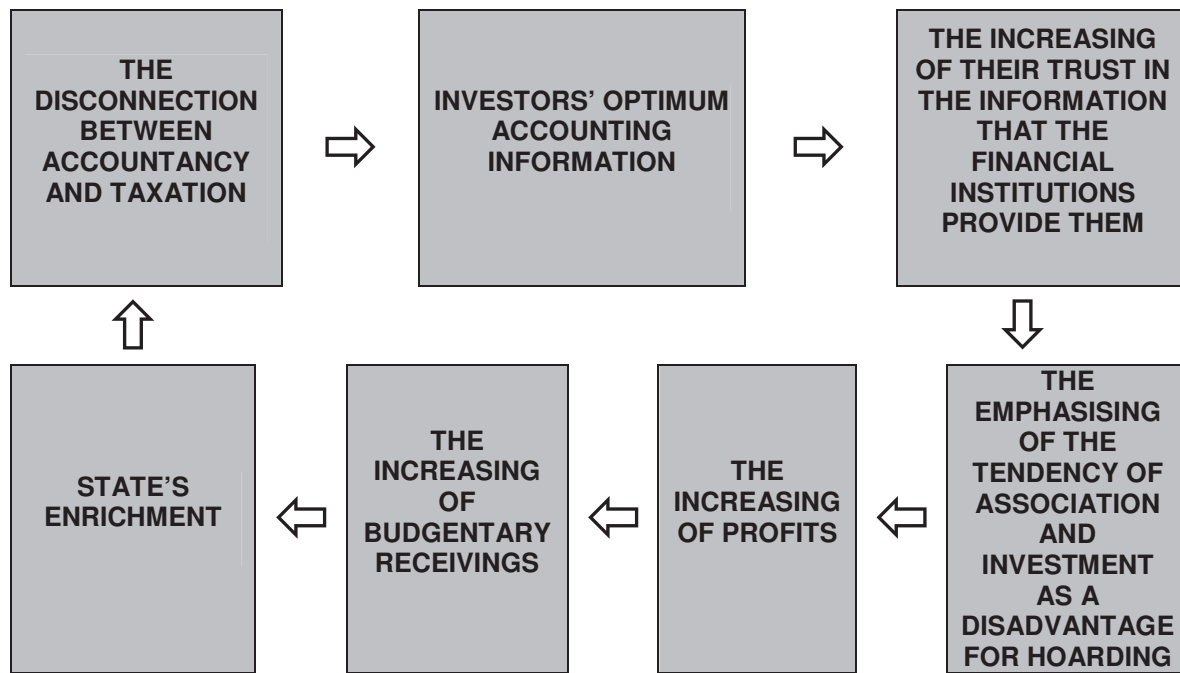 THE
DISCONNECTION
BETWEEN
ACCOUNTANCY
AND TAXATION
INVESTORS' OPTIMUM
ACCOUNTING
INFORMATION
THE INCREASING
OF THEIR TRUST IN
THE INFORMATION
THAT THE
FINANCIAL
INSTITUTIONS
PROVIDE THEM
THE
EMPHASISING
OF THE
TENDENCY OF
ASSOCIATION
AND
INVESTMENT
AS A
DISADVANTAGE
FOR HOARDING
THE
INCREASING
OF PROFITS
THE
INCREASING
OF
BUDGENTARY
RECEIVINGS
STATE'S
ENRICHMENT